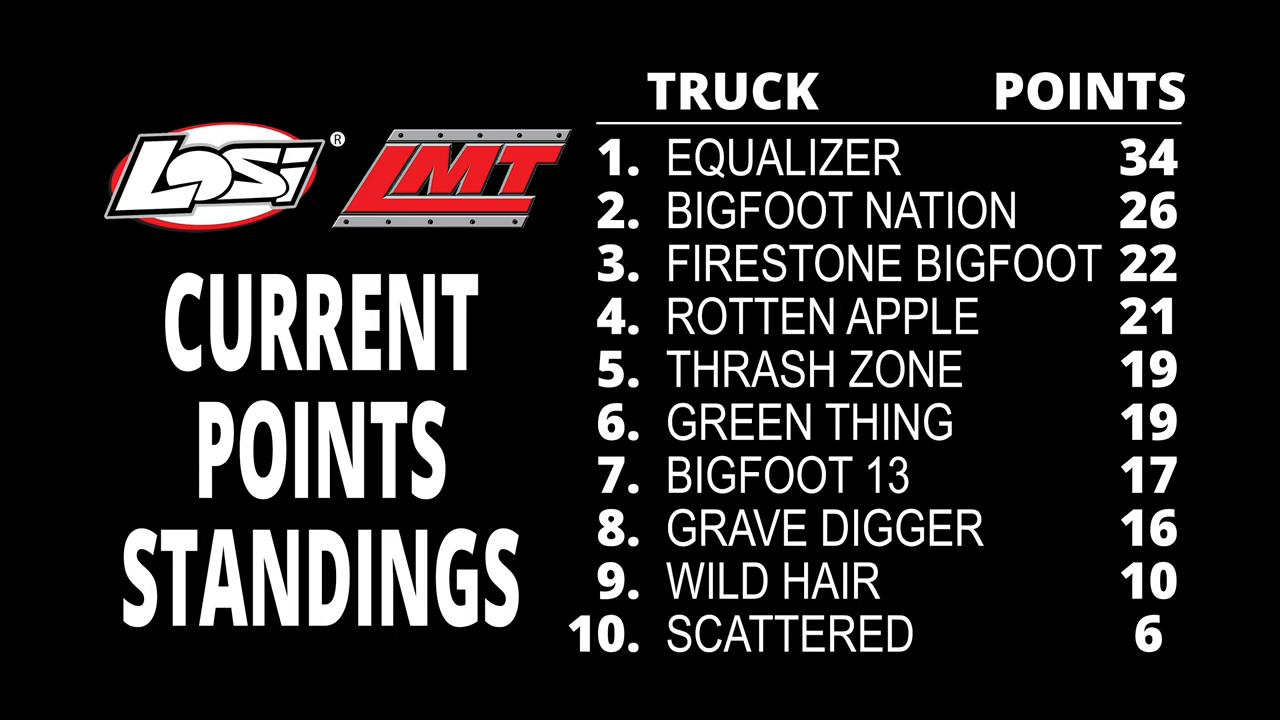 LOSI ® LMT
CURRENT
POINTS
STANDINGS
TRUCK POINTS
1. EQUALIZER 34
2. BIGFOOT NATION 26
3. FIRESTONE BIGFOOT 22
4. ROTTEN APPLE 21
5. THRASH ZONE 19
6. GREEN THING 19
7. BIGFOOT 13 17
8. GRAVE DIGGER 16
9. WILD HAIR 10
10. SCATTERED 6